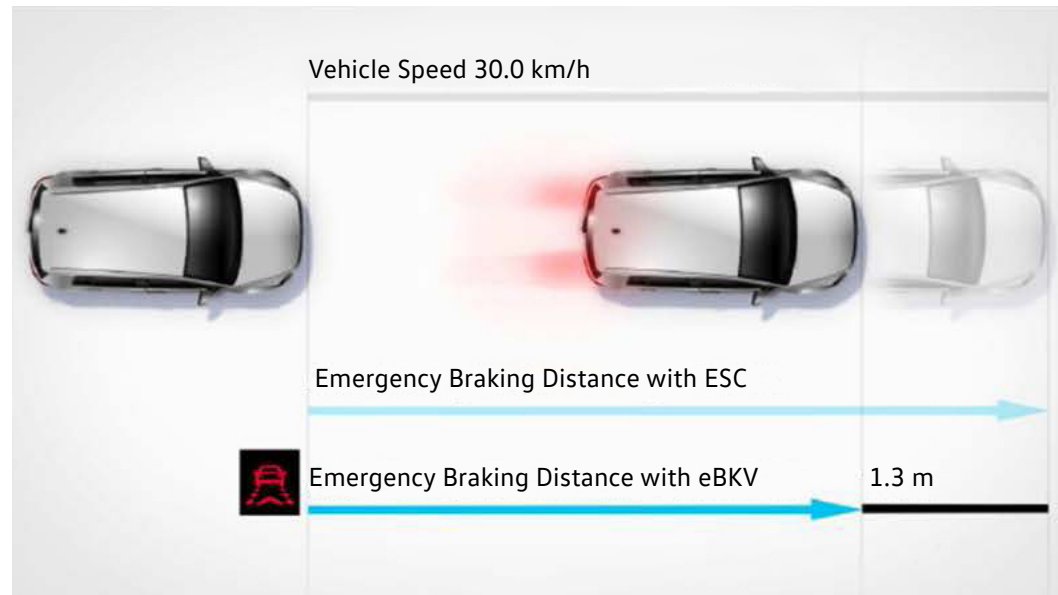 Vehicle Speed 30.0 km/h
Emergency Braking Distance with ESC
Emergency Braking Distance with eBKV
1.3 m